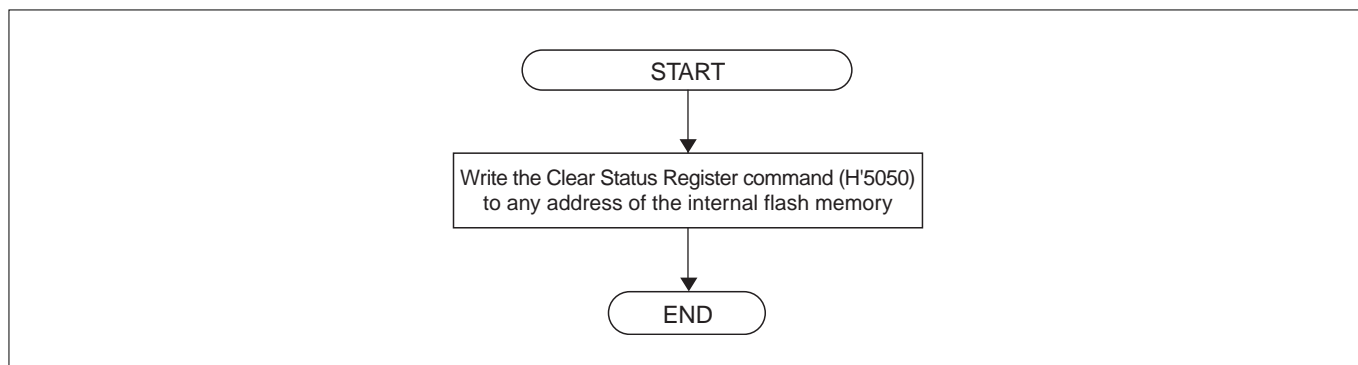 START
Write the Clear Status Register command (H'5050)
to any address of the internal flash memory
END